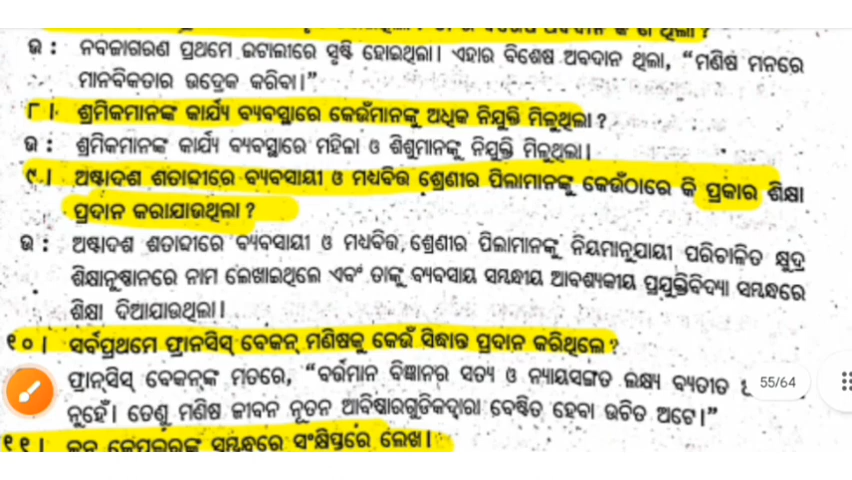 ଅବଦାନ କ'ଣ ଥିଲା ?
ଉ : ନବଜାଗରଣ ପ୍ରଥମେ ଇଟାଲୀରେ ସୃଷ୍ଟି ହୋଇଥିଲା। ଏହାର ବିଶେଷ ଅବଦାନ ଥିଲା, “ମଣିଷ ମନରେ
ମାନବିକତାର ଉଦ୍ରେକ କରିବା।”
୮। ଶ୍ରମିକମାନଙ୍କ କାର୍ଯ୍ୟ ବ୍ୟବସ୍ଥାରେ କେଉଁମାନଙ୍କୁ ଅଧିକ ନିଯୁକ୍ତି ମିଳୁଥିଲା ?
ଉ : ଶ୍ରମିକମାନଙ୍କ କାର୍ଯ୍ୟ ବ୍ୟବସ୍ଥାରେ ମହିଳା ଓ ଶିଶୁମାନଙ୍କୁ ନିଯୁକ୍ତି ମିଳୁଥିଲା।
୯। ଅଷ୍ଟାଦଶ ଶତାବ୍ଦୀରେ ବ୍ୟବସାୟୀ ଓ ମଧ୍ୟବିତ୍ତ ଶ୍ରେଣୀର ପିଲାମାନଙ୍କୁ କେଉଁଠାରେ କି ପ୍ରକାର ଶିକ୍ଷା
ପ୍ରଦାନ କରାଯାଉଥିଲା ?
ଉ : ଅଷ୍ଟାଦଶ ଶତାବ୍ଦୀରେ ବ୍ୟବସାୟୀ ଓ ମଧ୍ୟବିତ୍ତ ଶ୍ରେଣୀର ପିଲାମାନଙ୍କୁ ନିୟମାନୁଯାୟୀ ପରିଚାଳିତ କ୍ଷୁଦ୍ର
ଶିକ୍ଷାନୁଷ୍ଠାନରେ ନାମ ଲେଖାଇଥିଲେ ଏବଂ ତାଙ୍କୁ ବ୍ୟବସାୟ ସମ୍ବନ୍ଧୀୟ ଆବଶ୍ୟକୀୟ ପ୍ରଯୁକ୍ତିବିଦ୍ୟା ସମ୍ବନ୍ଧରେ
ଶିକ୍ଷା ଦିଆଯାଉଥିଲା।
୧୦। ସର୍ବପ୍ରଥମେ ଫ୍ରାନସିସ୍ ବେକନ୍ ମଣିଷକୁ କେଉଁ ସିଦ୍ଧାନ୍ତ ପ୍ରଦାନ କରିଥିଲେ ?
ଫ୍ରାନ୍‌ସିସ୍ ବେକନ୍‌ଙ୍କ ମତରେ, “ବର୍ତ୍ତମାନ ବିଜ୍ଞାନର ସତ୍ୟ ଓ ନ୍ୟାୟସଙ୍ଗତ ଲକ୍ଷ୍ୟ ବ୍ୟତୀତ
55/64
ନୁହେଁ। ତେଣୁ ମଣିଷ ଜୀବନ ନୂତନ ଆବିଷ୍କାରଗୁଡିକଦ୍ୱାରା ବେଷ୍ଟିତ ହେବା ଉଚିତ ଅଟେ।”
୧୧। ସମ୍ବନ୍ଧରେ ସଂକ୍ଷିପ୍ତରେ ଲେଖ।